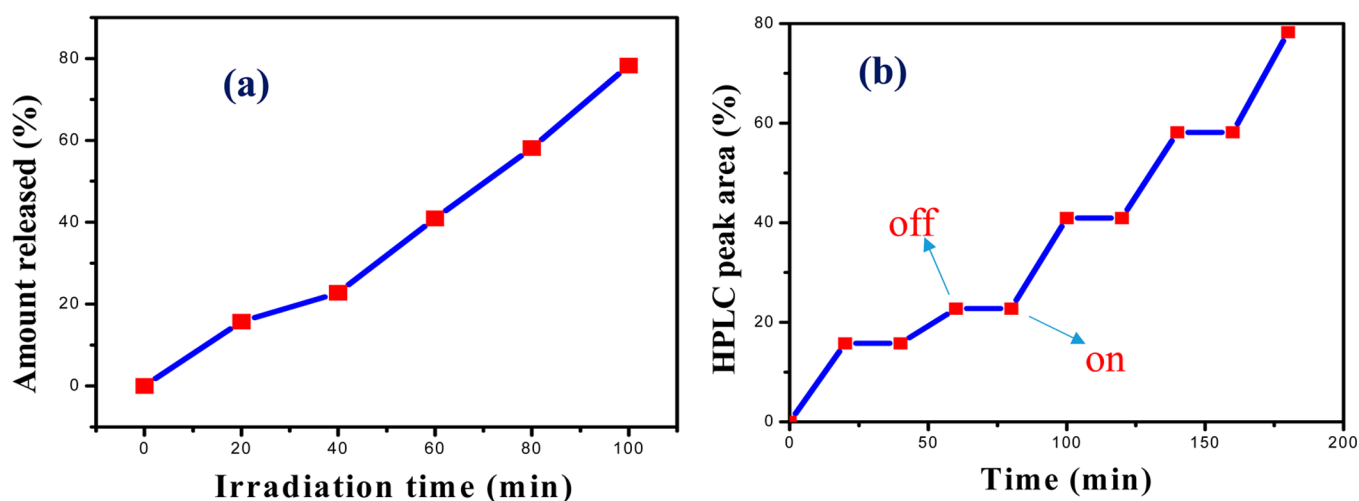 (a)
Amount released (%)
80
60
40
20
0
0 20 40 60 80 100
Irradiation time (min)
(b)
HPLC peak area (%)
80
60
40
20
0
off
on
0 50 100 150 200
Time (min)